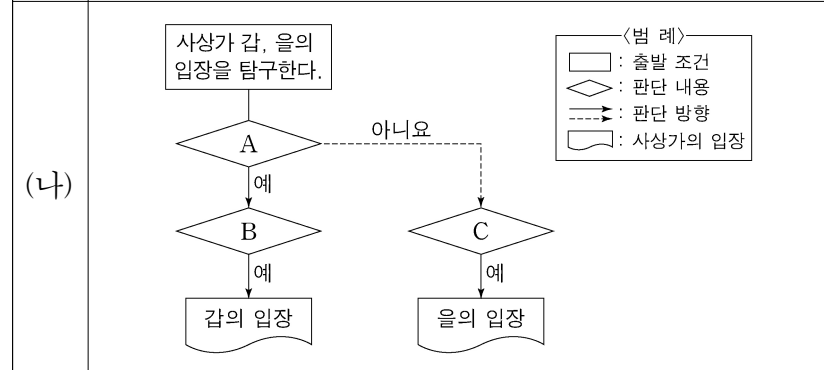 사상가 갑, 을의
입장을 탐구한다.
〈범 례〉
: 출발 조건
: 판단 내용
: 판단 방향
: 사상가의 입장
아니요
A
예
(나)
B
C
예
예
갑의 입장
을의 입장